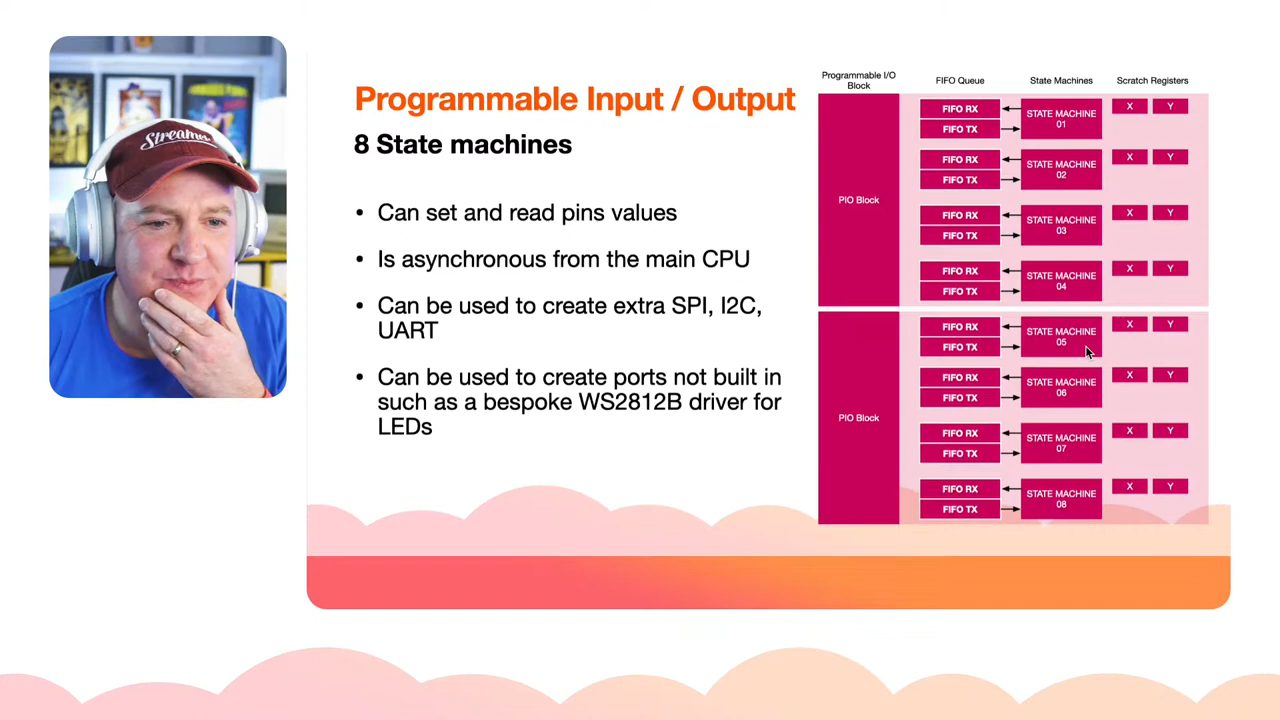 Streamer
Programmable Input / Output
8 State machines
• Can set and read pins values
• Is asynchronous from the main CPU
• Can be used to create extra SPI, I2C,
UART
• Can be used to create ports not built in
such as a bespoke WS2812B driver for
LEDs
Programmable I/O
Block
FIFO Queue
State Machines
Scratch Registers
PIO Block
FIFO RX
FIFO TX
STATE MACHINE
01
X Y
FIFO RX
FIFO TX
STATE MACHINE
02
X Y
FIFO RX
FIFO TX
STATE MACHINE
03
X Y
FIFO RX
FIFO TX
STATE MACHINE
04
X Y
PIO Block
FIFO RX
FIFO TX
STATE MACHINE
05
X Y
FIFO RX
FIFO TX
STATE MACHINE
06
X Y
FIFO RX
FIFO TX
STATE MACHINE
07
X Y
FIFO RX
FIFO TX
STATE MACHINE
08
X Y